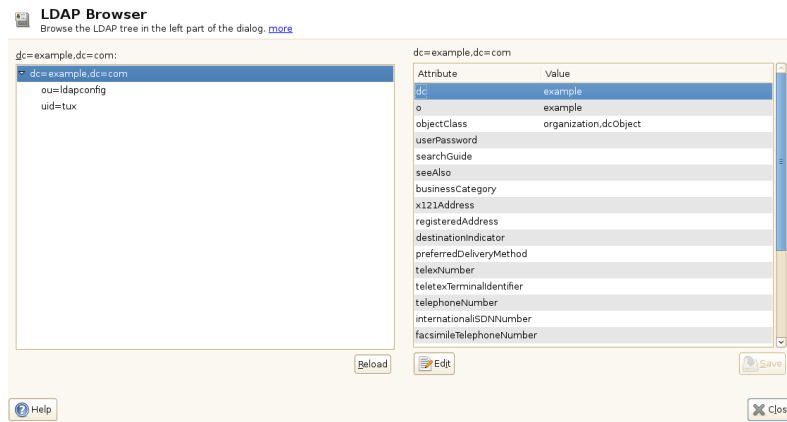 LDAP Browser
Browse the LDAP tree in the left part of the dialog. more
dc=example,dc=com:
dc=example,dc=com
ou=ldapconfig
uid=tux
Reload
dc=example,dc=com
Attribute Value
dc example
o example
objectClass organization,dcObject
userPassword
searchGuide
seeAlso
businessCategory
x121Address
registeredAddress
destinationIndicator
preferredDeliveryMethod
telexNumber
teletexTerminalIdentifier
telephoneNumber
internationaliSDNNumber
facsimileTelephoneNumber
Edit Save
Help Clos